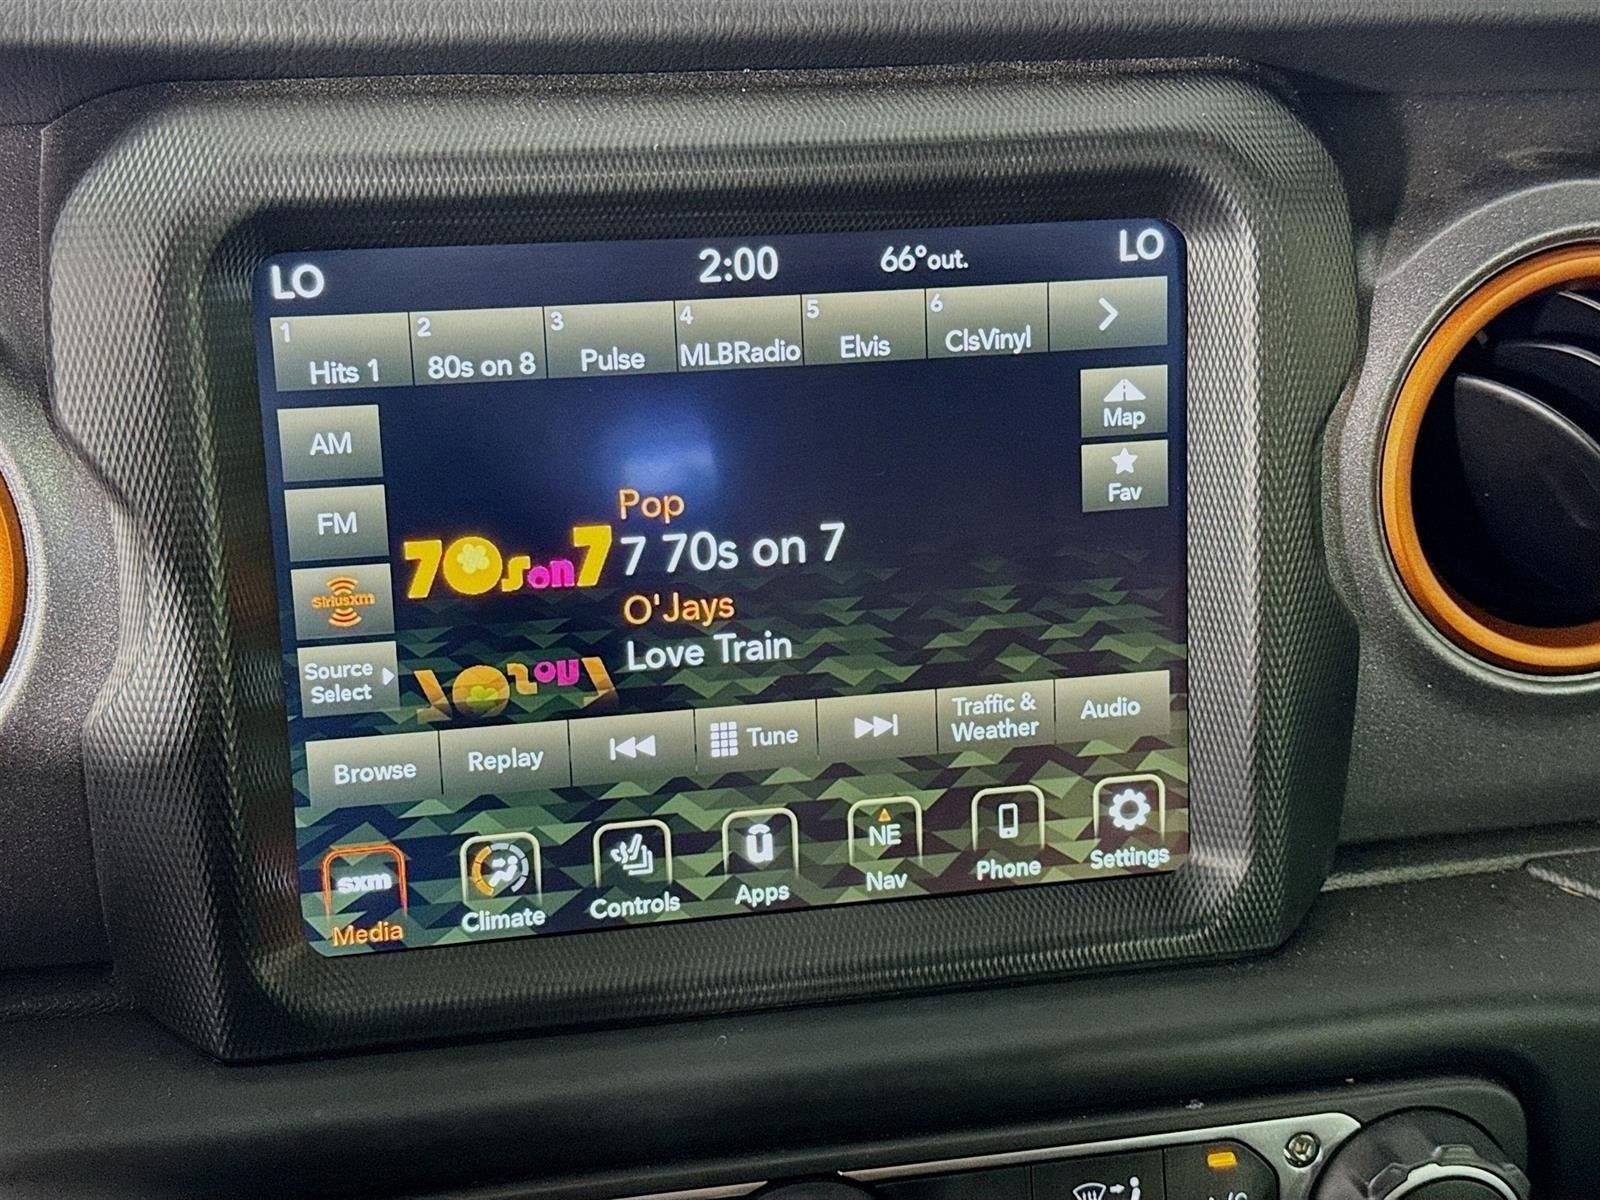 LO 2:00 66°out. LO
1 Hits 1
2 80s on 8
3 Pulse
4 MLBRadio
5 Elvis
6 ClsVinyl
AM
FM
SiriusXM
Source
Select
Map
Fav
70s on 7
Pop
7 70s on 7
O'Jays
Love Train
Browse
Replay
Tune
Traffic &
Weather
Audio
sxm
Media
Climate
Controls
Apps
NE
Nav
Phone
Settings